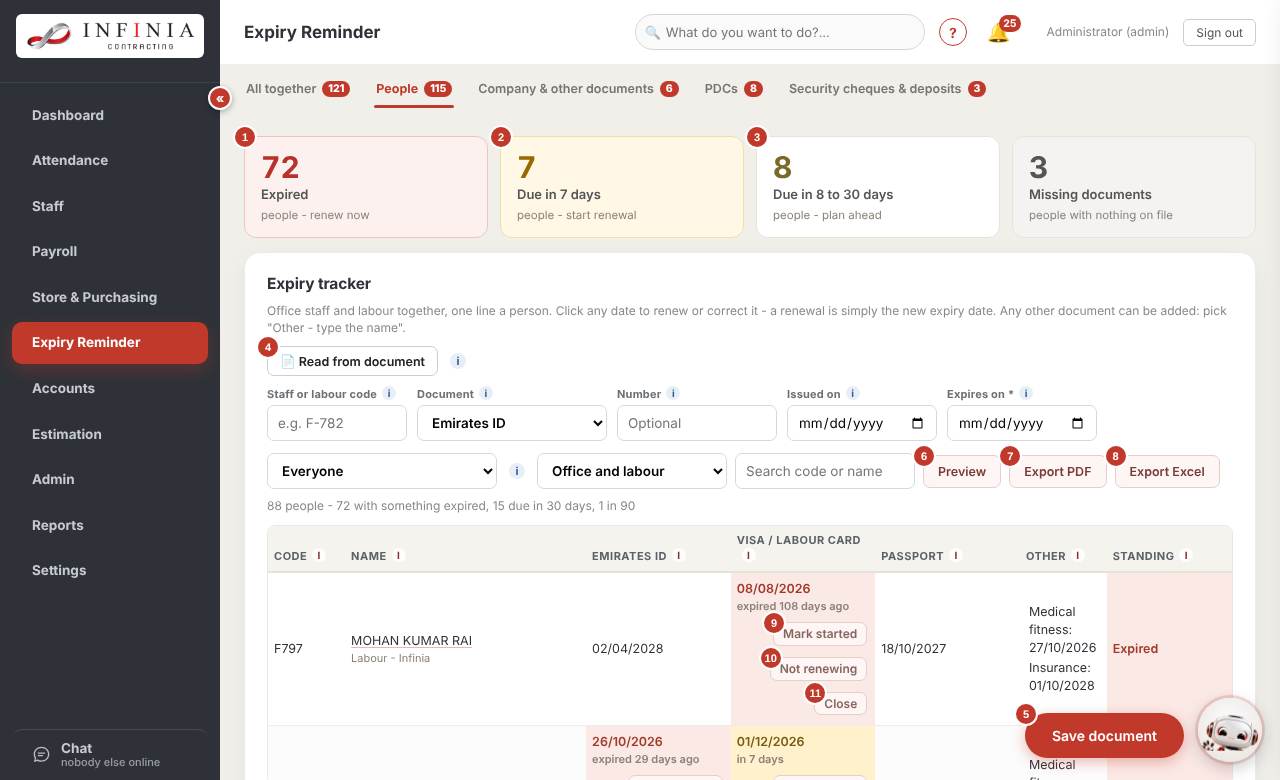 INFINIA
CONTRACTING
Expiry Reminder
What do you want to do?...
?
25
Administrator (admin)
Sign out
«
Dashboard
Attendance
Staff
Payroll
Store & Purchasing
Expiry Reminder
Accounts
Estimation
Admin
Reports
Settings
Chat
nobody else online
All together 121
People 115
Company & other documents 6
PDCs 8
Security cheques & deposits 3
1
72
Expired
people - renew now
2
7
Due in 7 days
people - start renewal
3
8
Due in 8 to 30 days
people - plan ahead
3
Missing documents
people with nothing on file
Expiry tracker
Office staff and labour together, one line a person. Click any date to renew or correct it - a renewal is simply the new expiry date. Any other document can be added: pick
"Other - type the name".
4
Read from document i
Staff or labour code i Document i Number i Issued on i Expires on * i
e.g. F-782 Emirates ID Optional mm/dd/yyyy mm/dd/yyyy
6 7 8
Everyone i Office and labour Search code or name Preview Export PDF Export Excel
88 people - 72 with something expired, 15 due in 30 days, 1 in 90
CODE I NAME I EMIRATES ID I VISA / LABOUR CARD I PASSPORT I OTHER I STANDING I
F797
MOHAN KUMAR RAI
Labour - Infinia
02/04/2028
08/08/2026
expired 108 days ago
9
Mark started
10
Not renewing
11
Close
18/10/2027
Medical
fitness:
27/10/2026
Insurance:
01/10/2028
Expired
26/10/2026
expired 29 days ago
01/12/2026
in 7 days
Medical
5
Save document